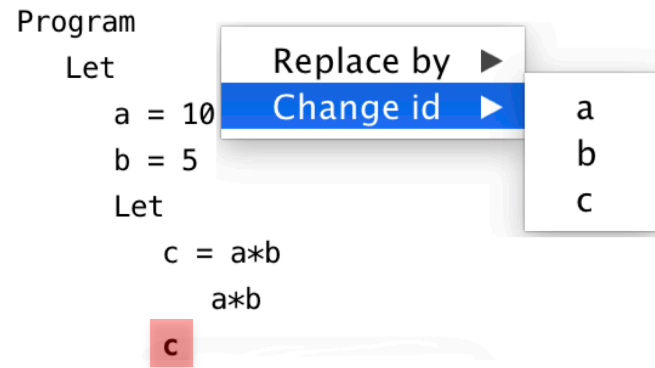 Program
Let
a = 10
b = 5
Let
c = a*b
a*b
c
Replace by
Change id
a
b
c